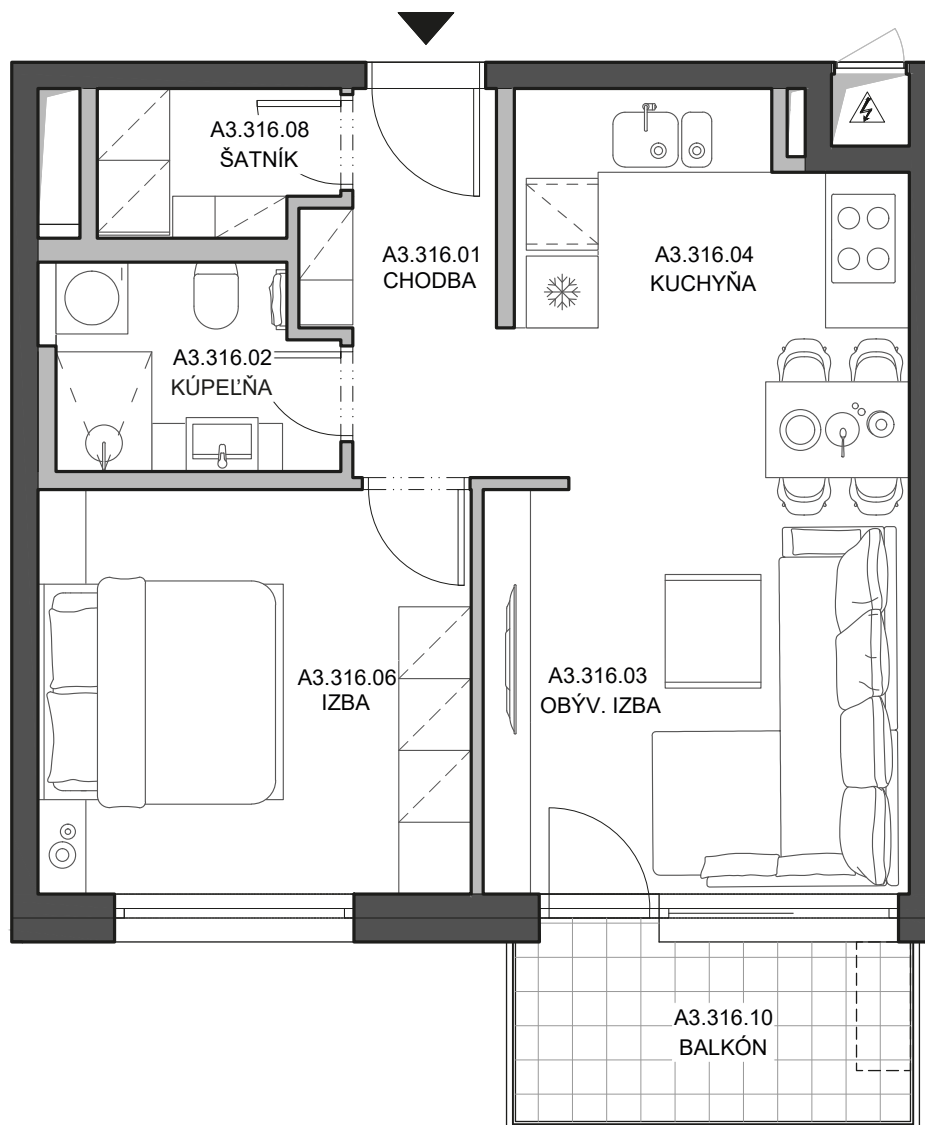 A3.316.08
ŠATNÍK
A3.316.01
CHODBA
A3.316.04
KUCHYŇA
A3.316.02
KÚPEĽŇA
A3.316.06
IZBA
A3.316.03
OBÝV. IZBA
A3.316.10
BALKÓN